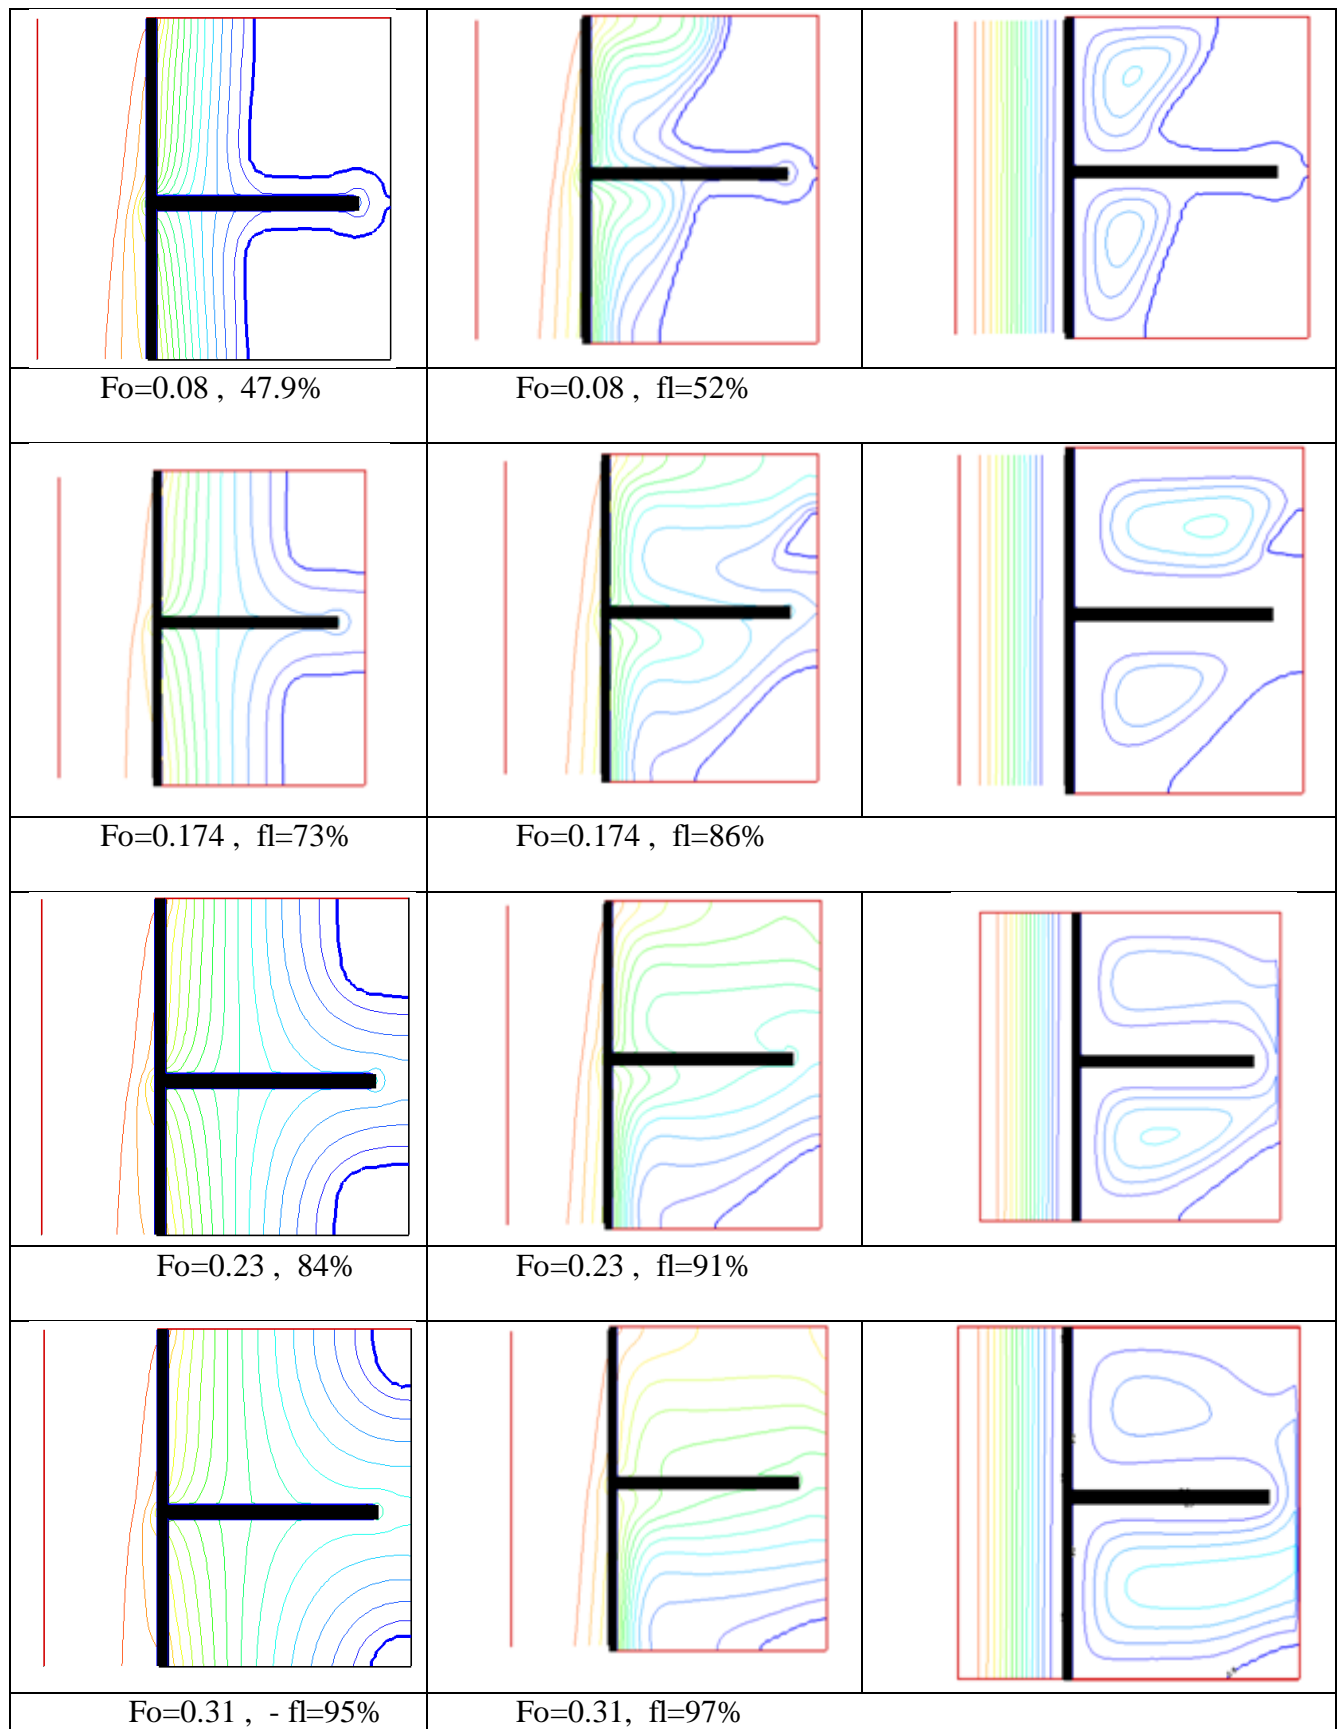 Fo=0.08 , 47.9%
Fo=0.08 , fl=52%
Fo=0.174 , fl=73%
Fo=0.174 , fl=86%
Fo=0.23 , 84%
Fo=0.23 , fl=91%
Fo=0.31 , - fl=95%
Fo=0.31, fl=97%